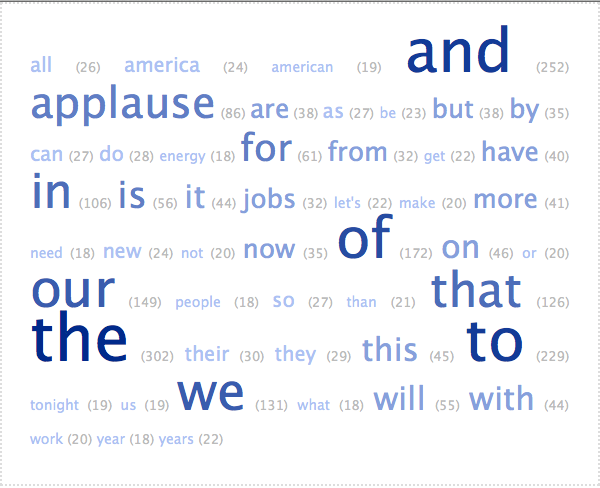 all (26) america (24) american (19) and (252)
applause (86) are (38) as (27) be (23) but (38) by (35)
can (27) do (28) energy (18) for (61) from (32) get (22) have (40)
in (106) is (56) it (44) jobs (32) let's (22) make (20) more (41)
need (18) new (24) not (20) now (35) of (172) on (46) or (20)
our (149) people (18) so (27) than (21) that (126)
the (302) their (30) they (29) this (45) to (229)
tonight (19) us (19) we (131) what (18) will (55) with (44)
work (20) year (18) years (22)